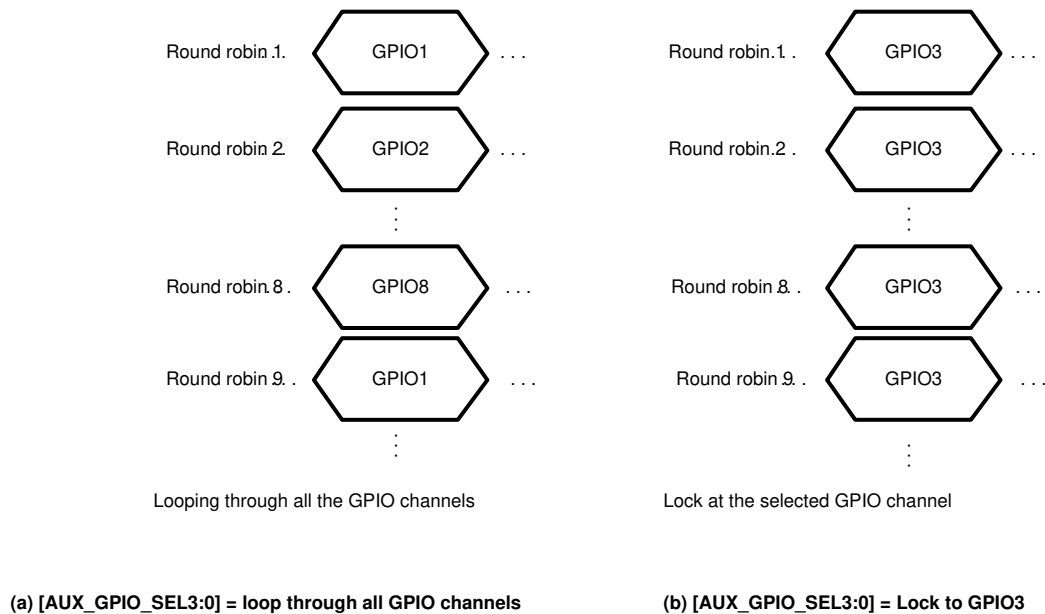 Round robin 1. . . GPIO1 . . . Round robin 1. . . GPIO3 . . .
Round robin 2. . . GPIO2 . . . Round robin 2 . . . GPIO3 . . .
Round robin 8 . . . GPIO8 . . . Round robin 8. . . GPIO3 . . .
Round robin 9. . . GPIO1 . . . Round robin 9. . . GPIO3 . . .
Looping through all the GPIO channels
Lock at the selected GPIO channel
(a) [AUX_GPIO_SEL3:0] = loop through all GPIO channels
(b) [AUX_GPIO_SEL3:0] = Lock to GPIO3